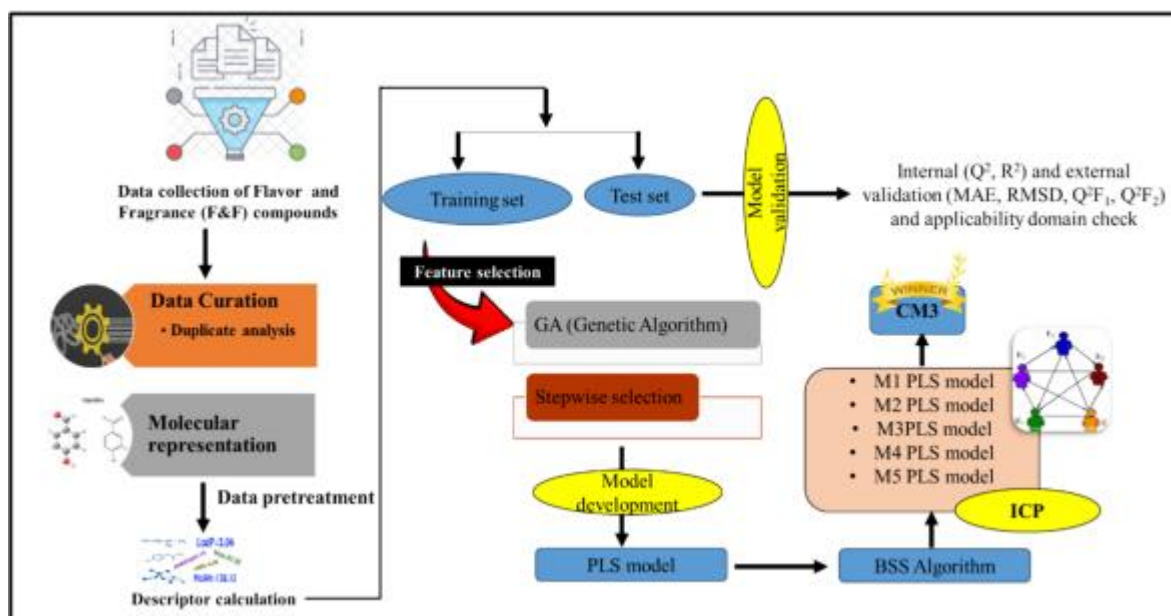 Data collection of Flavor and
Fragrance (F&F) compounds
Data Curation
• Duplicate analysis
Molecular
representation
Data pretreatment
Descriptor calculation
Training set
Test set
Model
validation
Internal (Q², R²) and external
validation (MAE, RMSD, Q²F₁, Q²F₂)
and applicability domain check
Feature selection
GA (Genetic Algorithm)
Stepwise selection
Model
development
PLS model
BSS Algorithm
• M1 PLS model
• M2 PLS model
• M3PLS model
• M4 PLS model
• M5 PLS model
ICP
WINNER
CM3